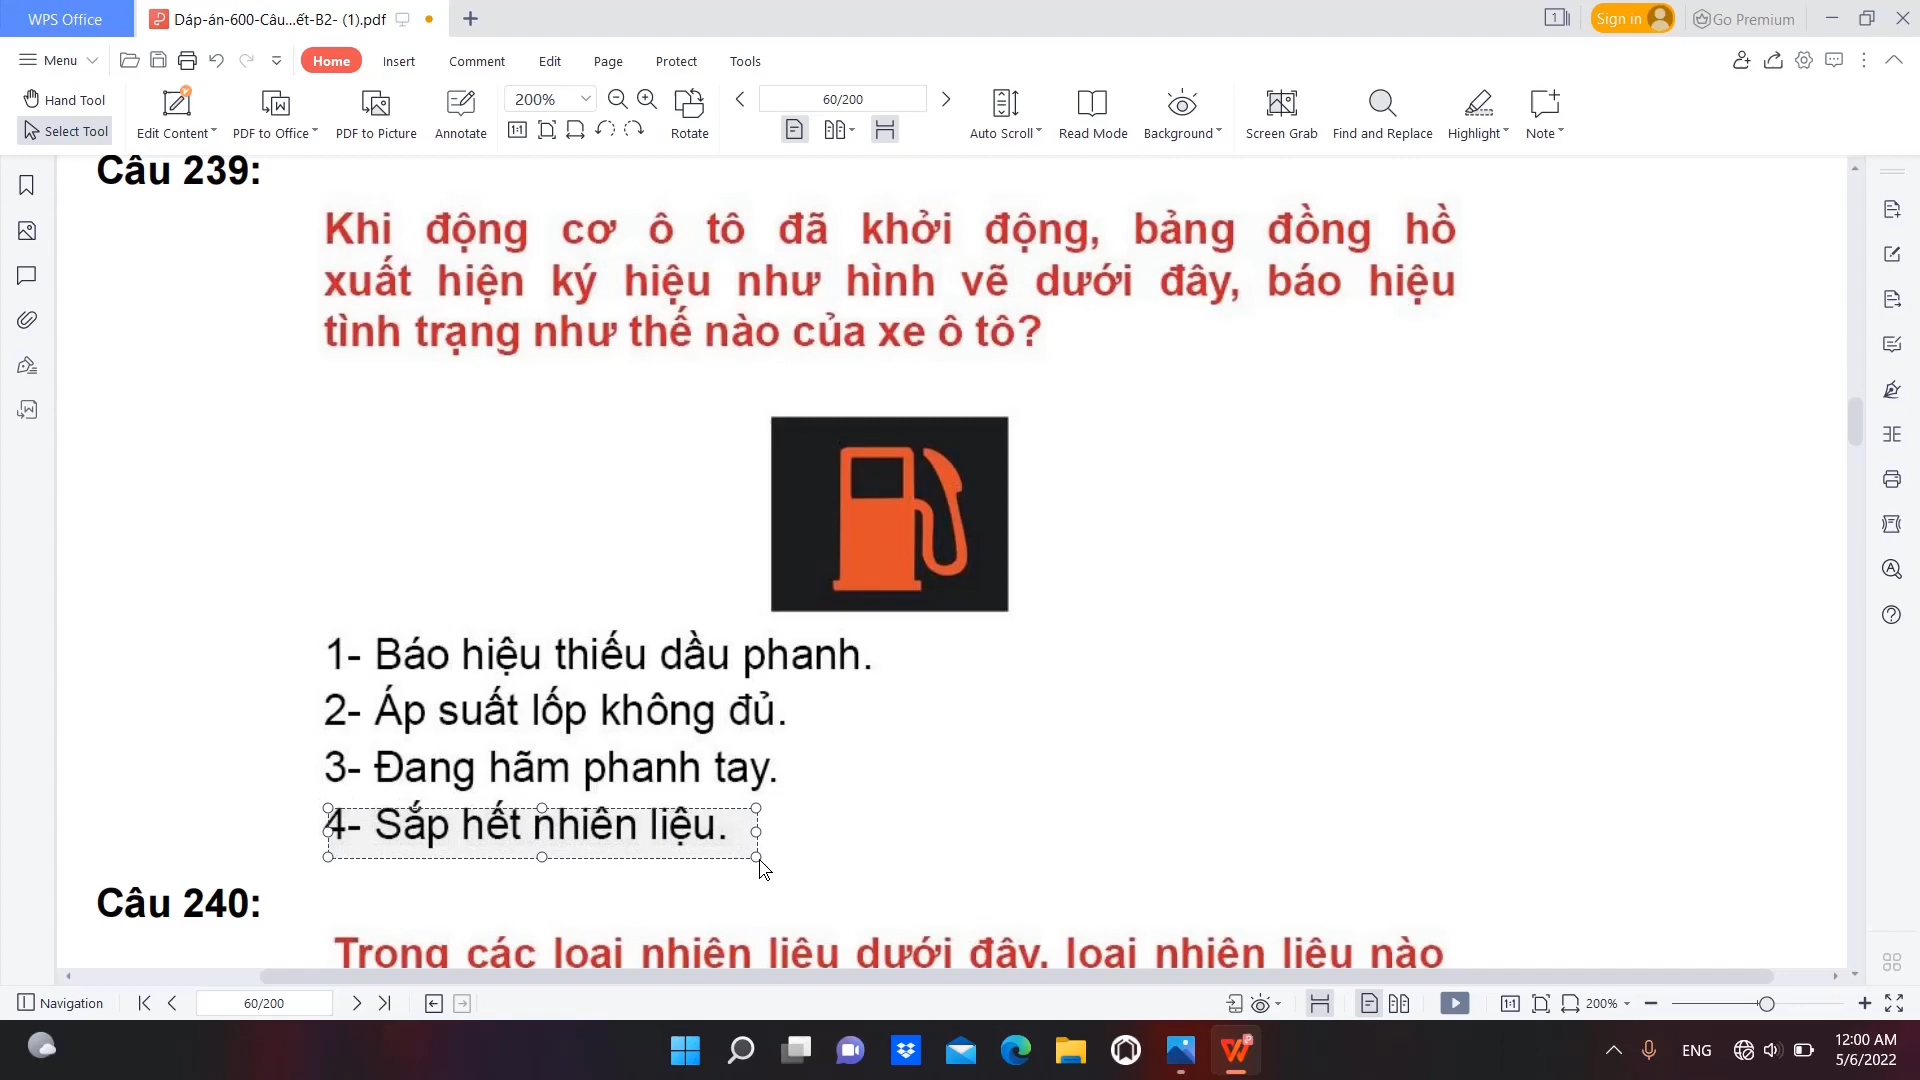 WPS Office
Dáp-án-600-Câu...ết-B2- (1).pdf
1
Sign in
Go Premium
Menu
Home
Insert
Comment
Edit
Page
Protect
Tools
Hand Tool
Select Tool
Edit Content
PDF to Office
PDF to Picture
Annotate
200%
1:1
Rotate
60/200
Auto Scroll
Read Mode
Background
Screen Grab
Find and Replace
Highlight
Note
Câu 239:
Khi động cơ ô tô đã khởi động, bảng đồng hồ
xuất hiện ký hiệu như hình vẽ dưới đây, báo hiệu
tình trạng như thế nào của xe ô tô?
1- Báo hiệu thiếu dầu phanh.
2- Áp suất lốp không đủ.
3- Đang hãm phanh tay.
4- Sắp hết nhiên liệu.
Câu 240:
Trong các loại nhiên liệu dưới đây, loại nhiên liệu nào
Navigation
60/200
1:1
200%
ENG
12:00 AM
5/6/2022